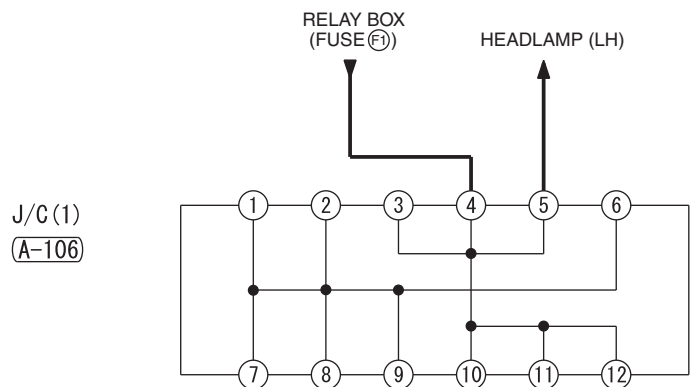 RELAY BOX
(FUSE Ⓕ1)
HEADLAMP (LH)
J/C(1)
A-106
1 2 3 4 5 6
7 8 9 10 11 12